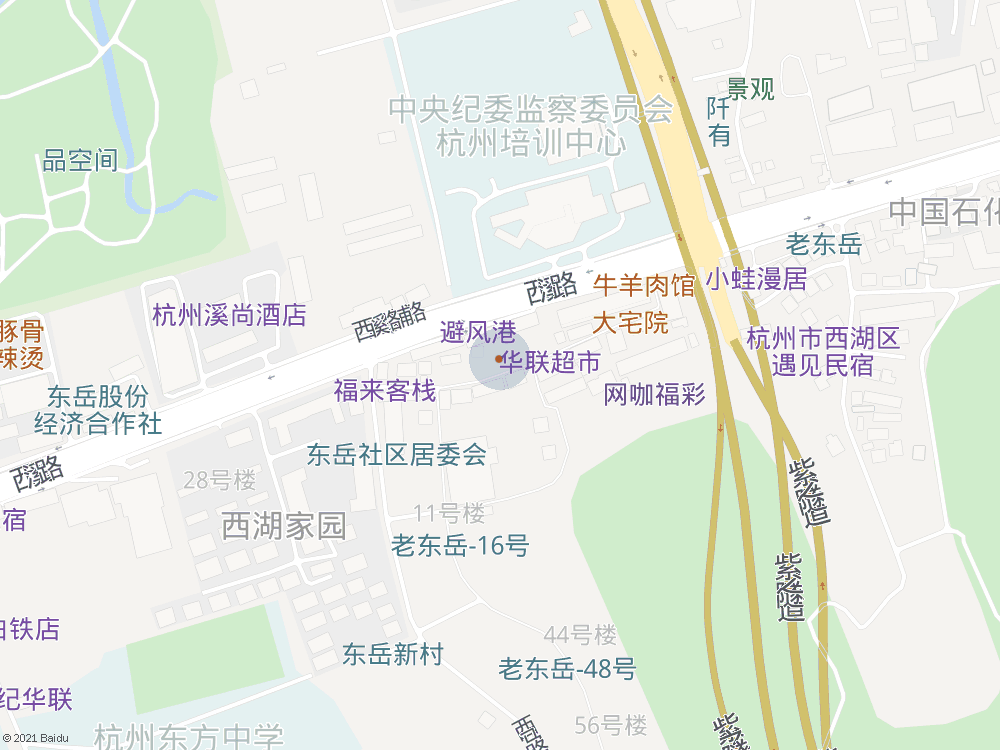 中央纪委监察委员会
杭州培训中心
景观
阡
有
品空间
中国石化
老东岳
小蛙漫居
牛羊肉馆
大宅院
西溪路
西溪路辅路
杭州溪尚酒店
避风港
华联超市
杭州市西湖区
遇见民宿
豚骨
辣烫
东岳股份
经济合作社
福来客栈
网咖福彩
东岳社区居委会
西溪路
28号楼
宿
西湖家园
11号楼
老东岳-16号
紫之隧道
紫之隧道
白铁店
44号楼
东岳新村
老东岳-48号
纪华联
56号楼
杭州东方中学
© 2021 Baidu